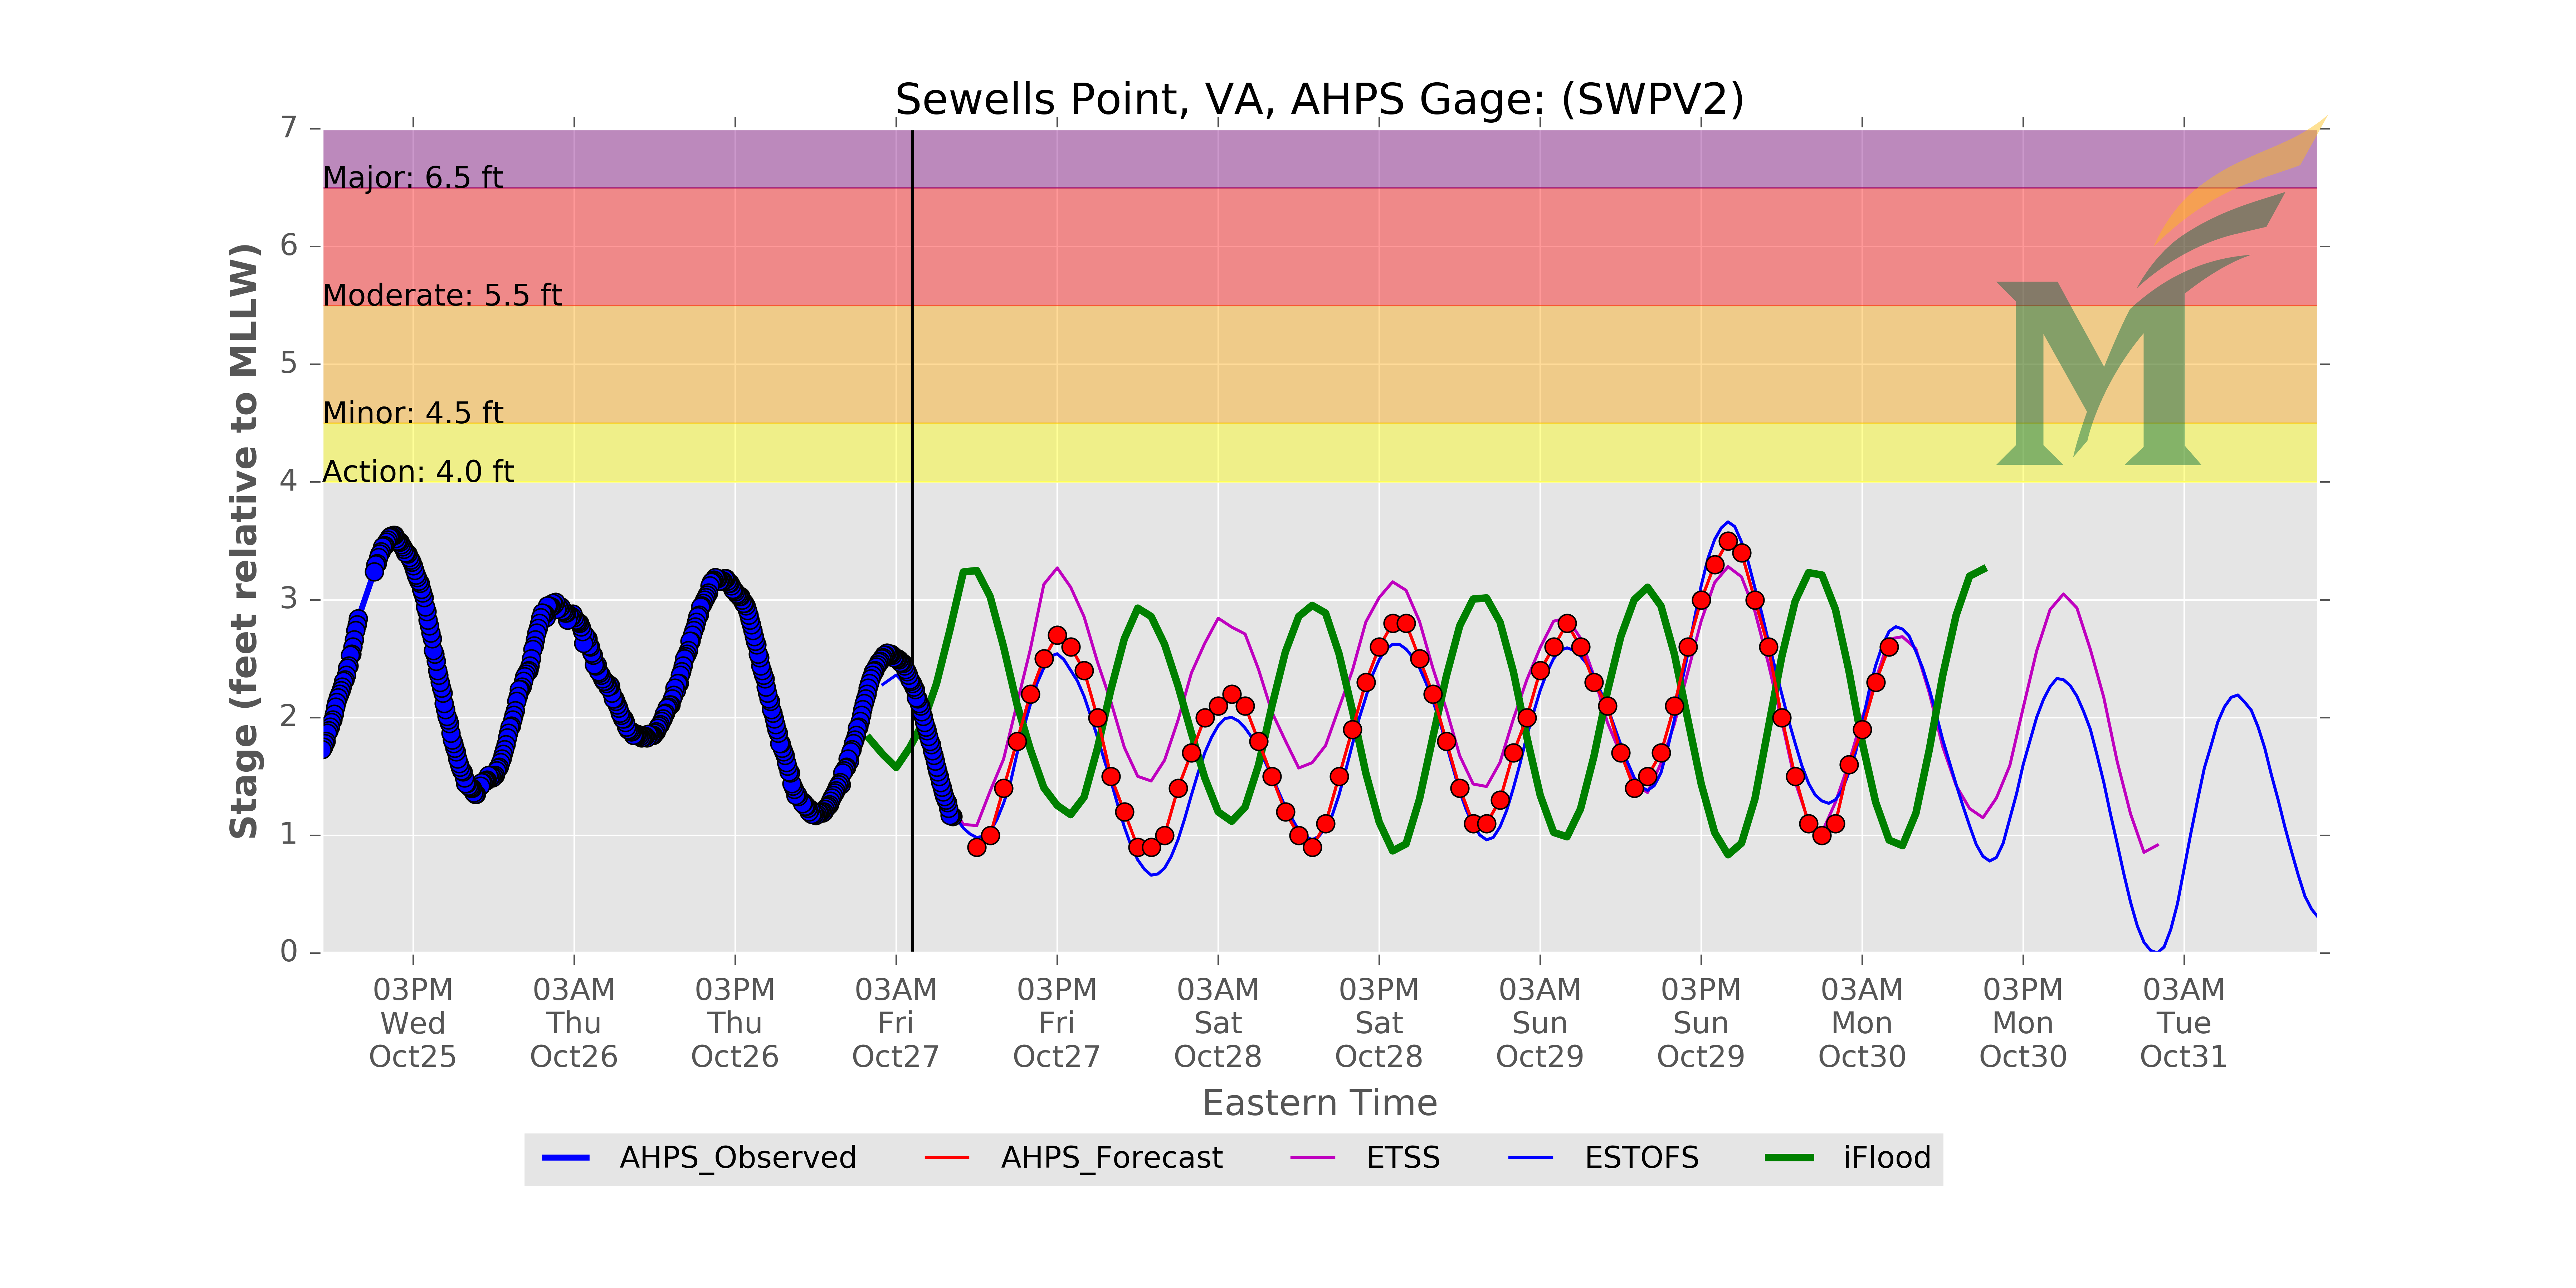 Sewells Point, VA, AHPS Gage: (SWPV2)
7
Major: 6.5 ft
6
Moderate: 5.5 ft
5
Minor: 4.5 ft
Action: 4.0 ft
4
3
2
1
0
Stage (feet relative to MLLW)
03PM 03AM 03PM 03AM 03PM 03AM 03PM 03AM 03PM 03AM 03PM 03AM
Wed Thu Thu Fri Fri Sat Sat Sun Sun Mon Mon Tue
Oct25 Oct26 Oct26 Oct27 Oct27 Oct28 Oct28 Oct29 Oct29 Oct30 Oct30 Oct31
Eastern Time
AHPS_Observed AHPS_Forecast ETSS ESTOFS iFlood